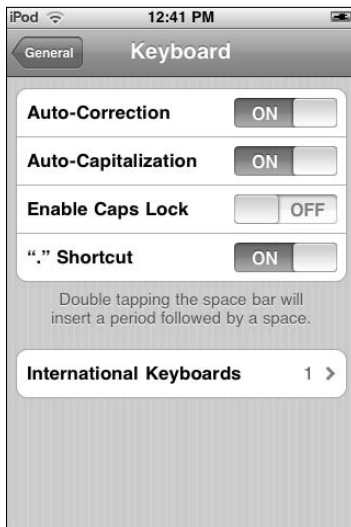 iPod 12:41 PM
General Keyboard
Auto-Correction ON
Auto-Capitalization ON
Enable Caps Lock OFF
“.” Shortcut ON
Double tapping the space bar will
insert a period followed by a space.
International Keyboards 1